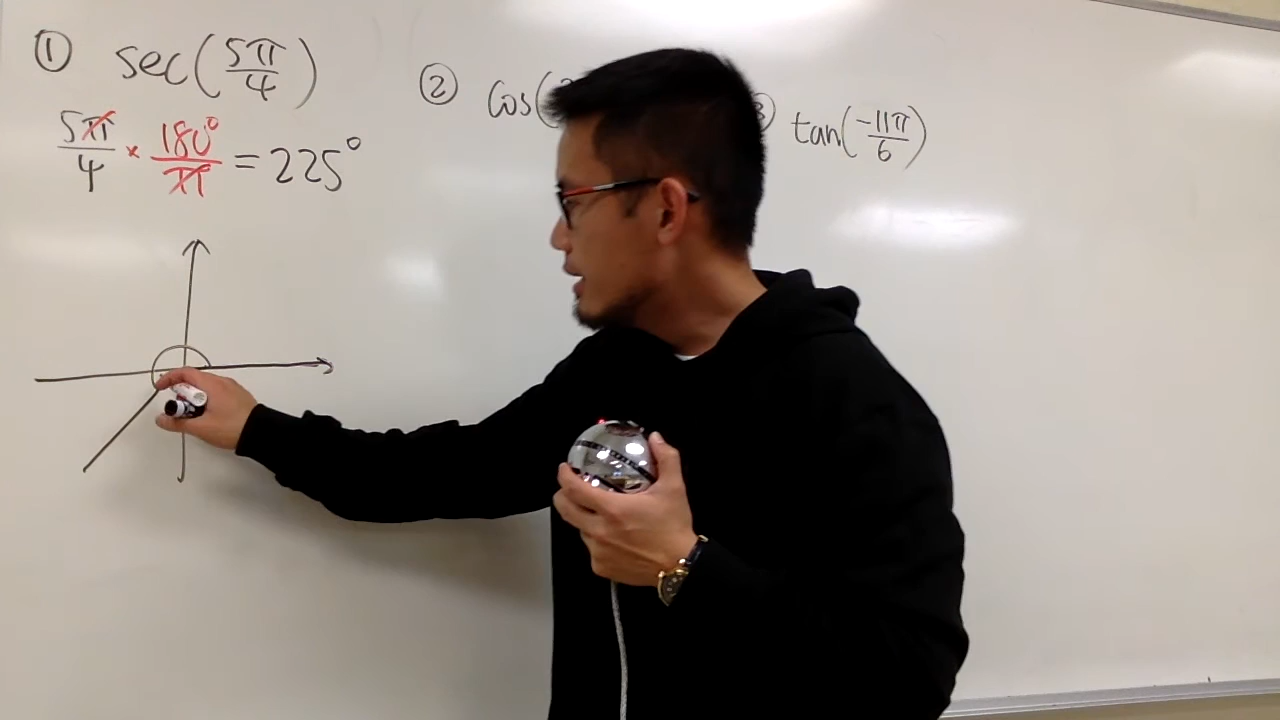 ① sec(5π/4)
5π/4 × 180°/π = 225°
② cos(
tan(-11π/6)